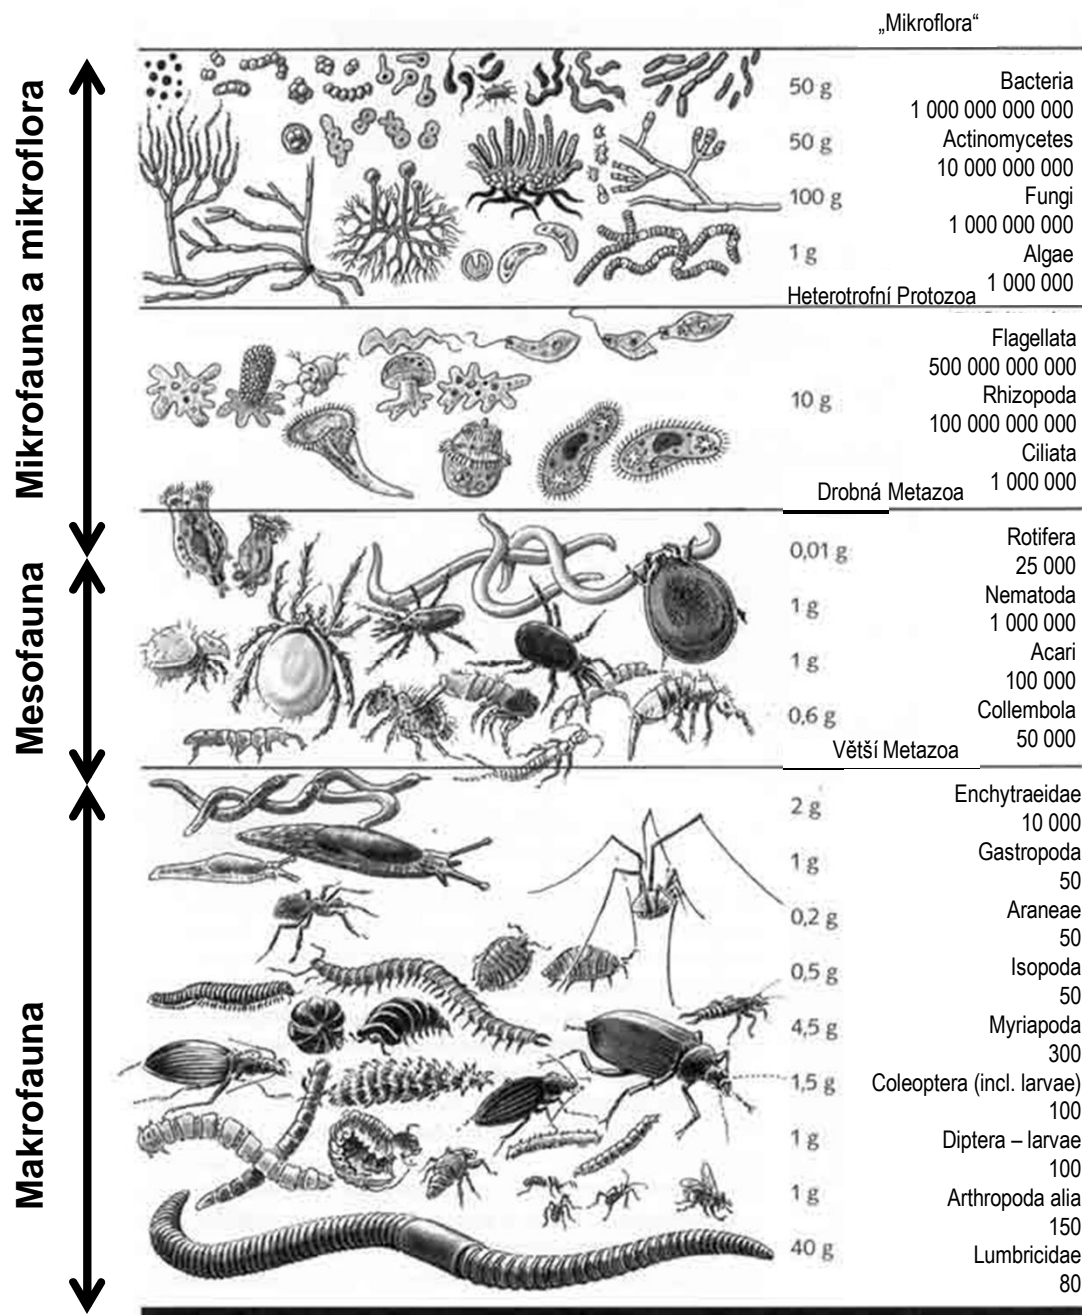 „Mikroflora“
Mikrofauna a mikroflora
50 g Bacteria
1 000 000 000 000
50 g Actinomycetes
10 000 000 000
100 g Fungi
1 000 000 000
1 g Algae
1 000 000
Heterotrofní Protozoa
Flagellata
500 000 000 000
10 g Rhizopoda
100 000 000 000
Ciliata
1 000 000
Drobná Metazoa
Mesofauna
0,01 g Rotifera
25 000
1 g Nematoda
1 000 000
1 g Acari
100 000
0,6 g Collembola
50 000
Větší Metazoa
Makrofauna
2 g Enchytraeidae
10 000
1 g Gastropoda
50
0,2 g Araneae
50
0,5 g Isopoda
50
4,5 g Myriapoda
300
1,5 g Coleoptera (incl. larvae)
100
1 g Diptera – larvae
100
1 g Arthropoda alia
150
40 g Lumbricidae
80